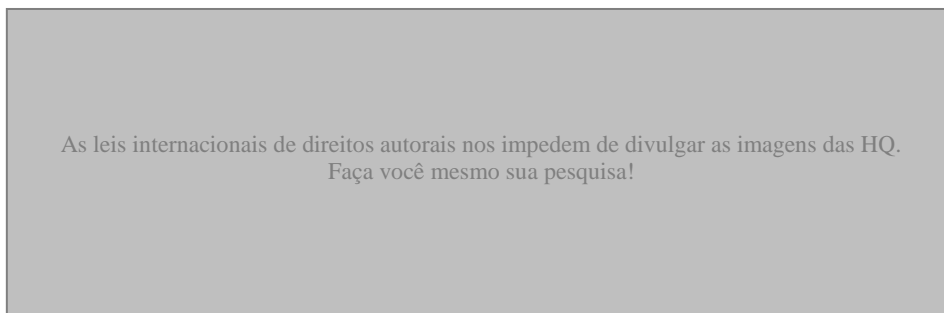 As leis internacionais de direitos autorais nos impedem de divulgar as imagens das HQ.
Faça você mesmo sua pesquisa!